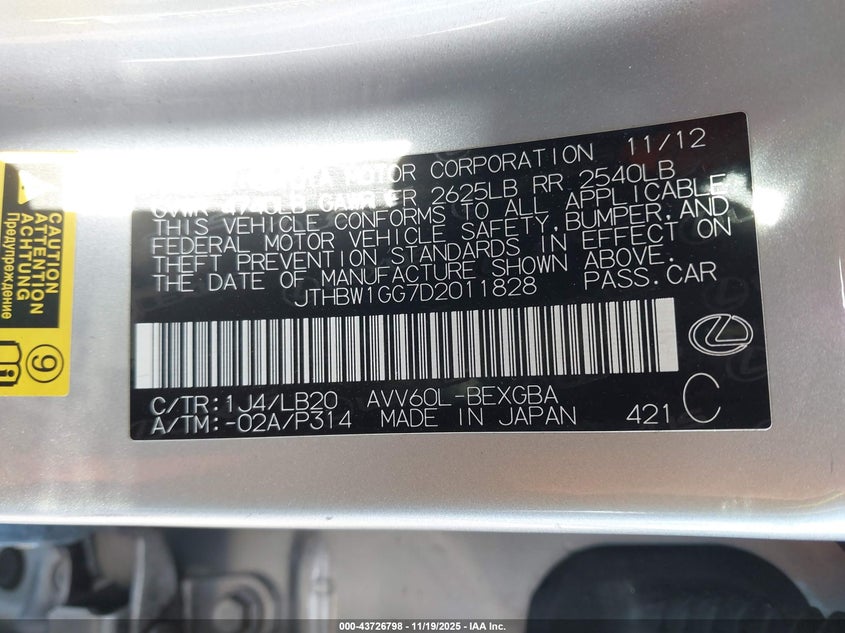 MOTOR CORPORATION 11/12
2625LB RR 2540LB
THIS VEHICLE CONFORMS TO ALL APPLICABLE
FEDERAL MOTOR VEHICLE SAFETY,BUMPER,AND
THEFT PREVENTION STANDARDS IN EFFECT ON
THE DATE OF MANUFACTURE SHOWN ABOVE.
JTHBW1GG7D2011828 PASS.CAR
C/TR:1J4/LB20 AVV60L-BEXGBA
A/TM:-02A/P314 MADE IN JAPAN 421 C
CAUTION
ATTENTION
ACHTUNG
Предупреждение
9
000-43726798 - 11/19/2025 - IAA Inc.